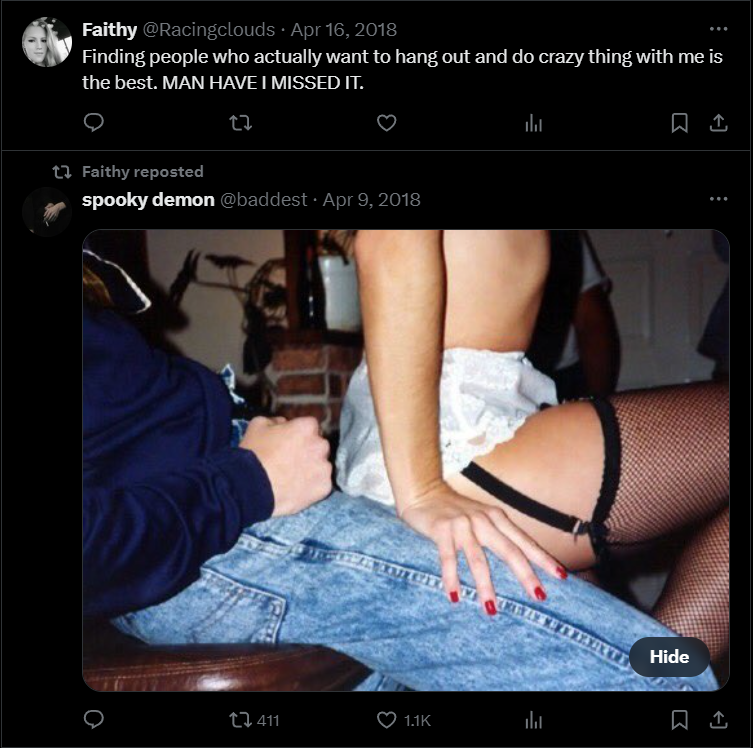 Faithy @Racingclouds · Apr 16, 2018
Finding people who actually want to hang out and do crazy thing with me is
the best. MAN HAVE I MISSED IT.
Faithy reposted
spooky demon @baddest · Apr 9, 2018
Hide
411 1.1K